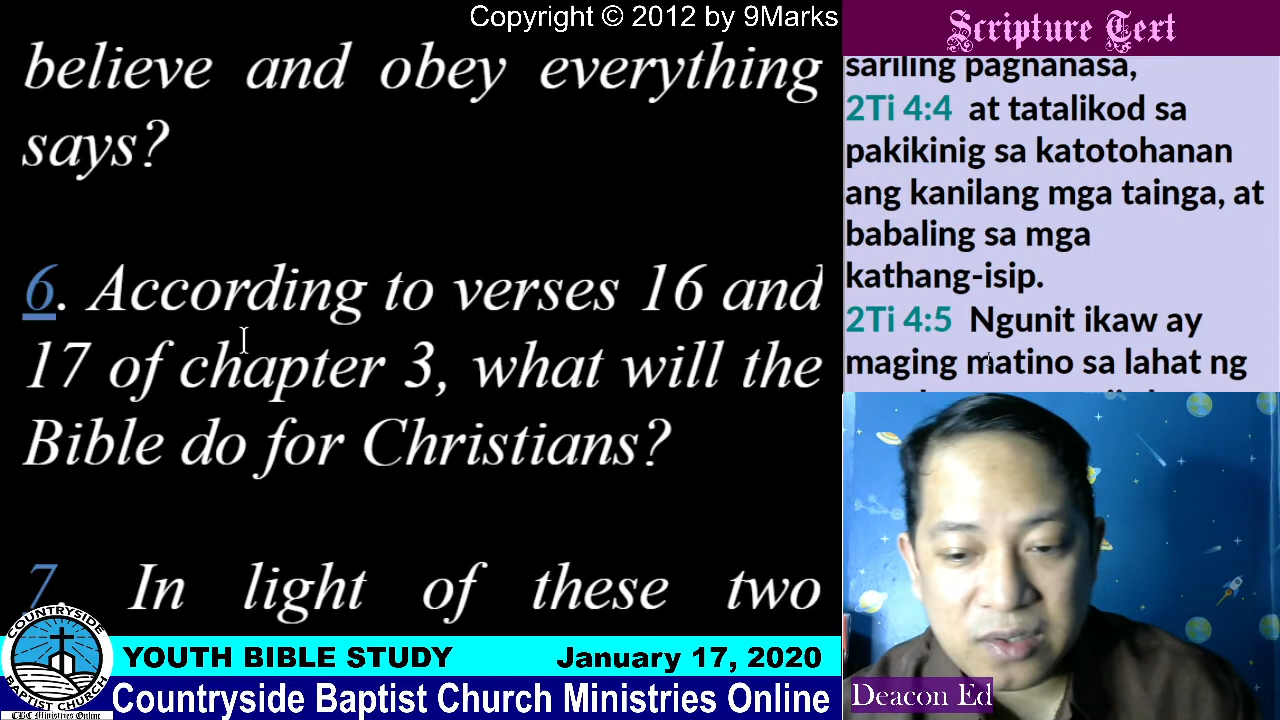 Copyright © 2012 by 9Marks
believe and obey everything
says?
6. According to verses 16 and
17 of chapter 3, what will the
Bible do for Christians?
7. In light of these two
Scripture Text
sariling pagnanasa,
2Ti 4:4 at tatalikod sa
pakikinig sa katotohanan
ang kanilang mga tainga, at
babaling sa mga
kathang-isip.
2Ti 4:5 Ngunit ikaw ay
maging matino sa lahat ng
COUNTRYSIDE
BAPTIST CHURCH
CBC Ministries Online
YOUTH BIBLE STUDY January 17, 2020
Countryside Baptist Church Ministries Online
Deacon Ed